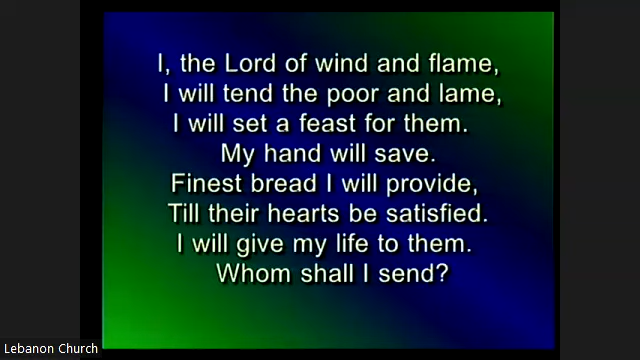 I, the Lord of wind and flame,
I will tend the poor and lame,
I will set a feast for them.
My hand will save.
Finest bread I will provide,
Till their hearts be satisfied.
I will give my life to them.
Whom shall I send?
Lebanon Church